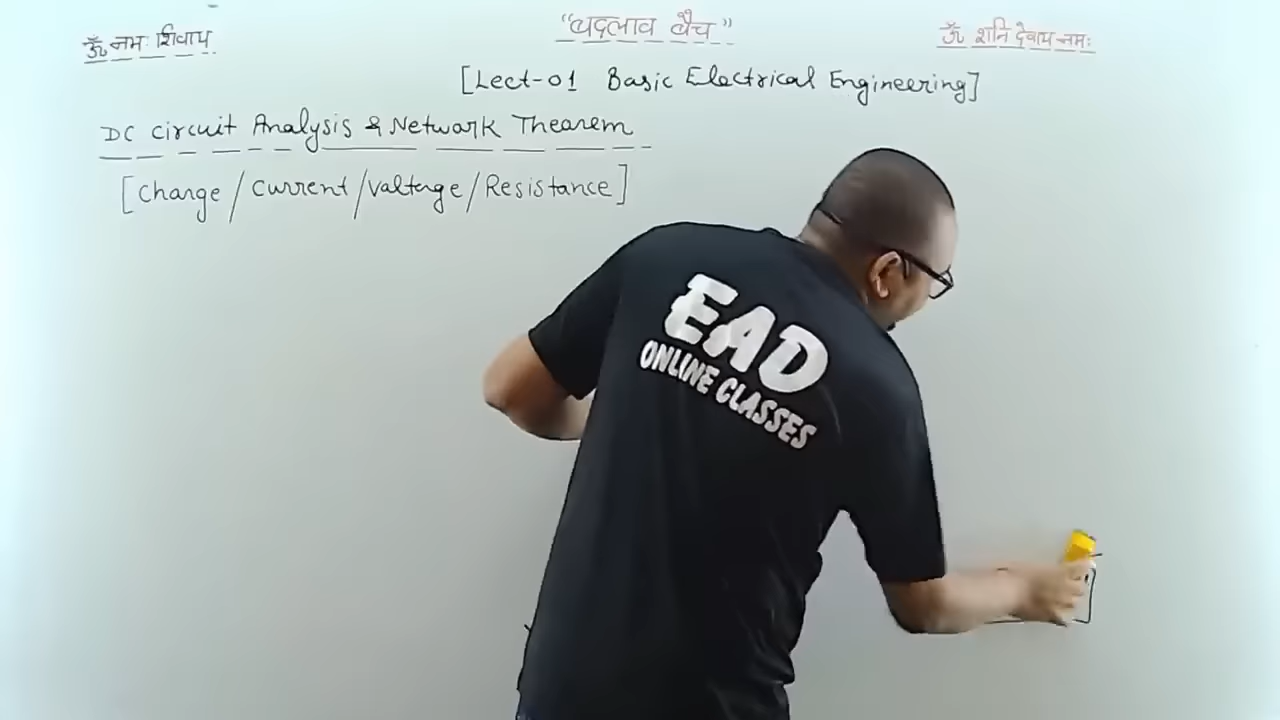 ॐ नमः शिवाय
"बदलाव बैच"
ॐ शनि देवाय नमः
[Lect-01 Basic Electrical Engineering]
DC Circuit Analysis & Network Theorem
[Charge / Current / Valtage / Resistance]
EAD
ONLINE CLASSES